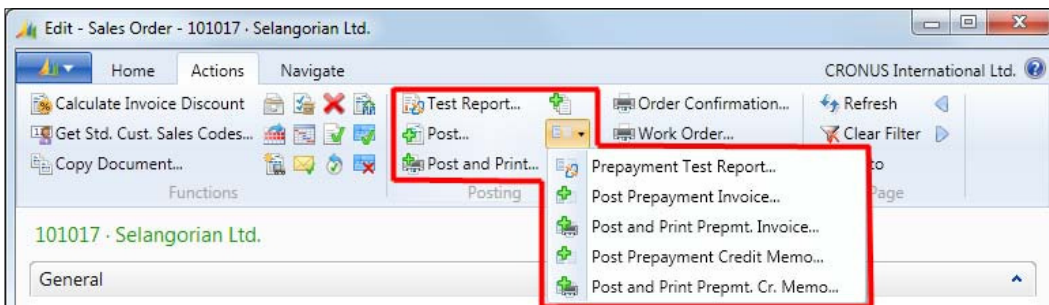 Edit - Sales Order - 101017 · Selangorian Ltd.
Home Actions Navigate CRONUS International Ltd.
Calculate Invoice Discount Test Report... Order Confirmation... Refresh
Get Std. Cust. Sales Codes... Post... Work Order... Clear Filter
Copy Document... Post and Print... to
Functions Posting Page
Prepayment Test Report...
Post Prepayment Invoice...
Post and Print Prepmt. Invoice...
Post Prepayment Credit Memo...
Post and Print Prepmt. Cr. Memo...
101017 · Selangorian Ltd.
General